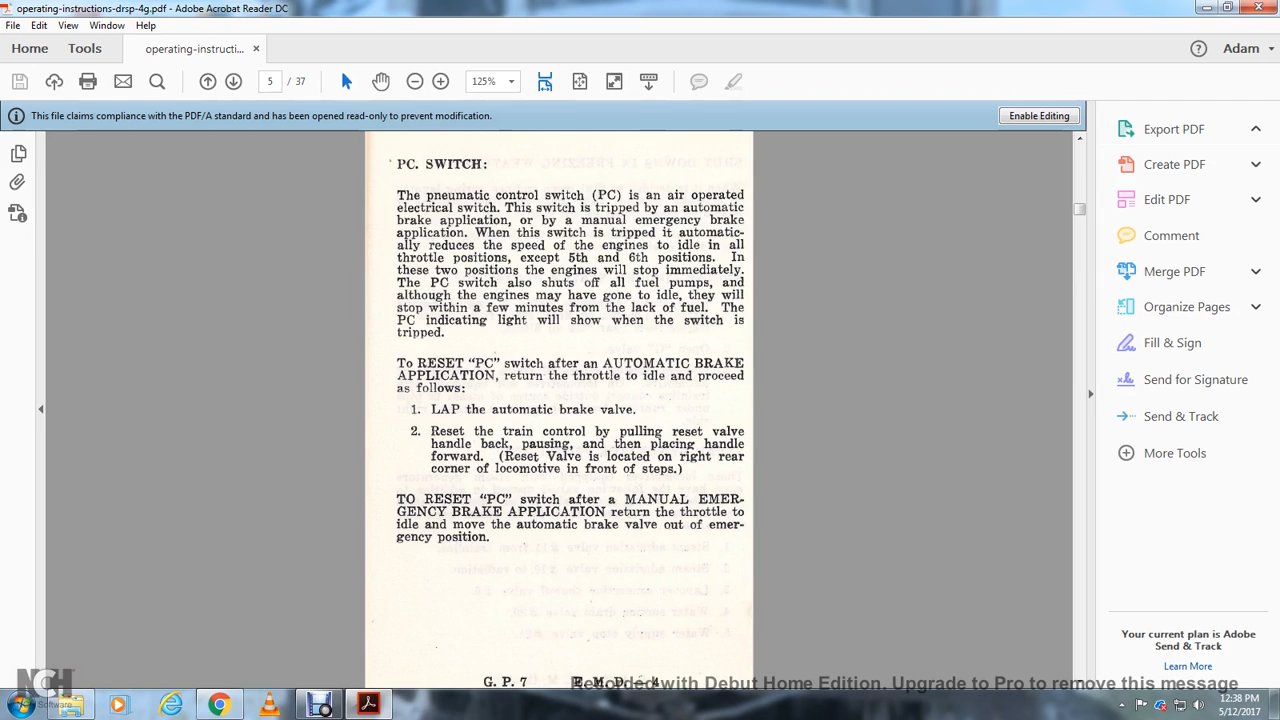 operating-instructions-drsp-4g.pdf - Adobe Acrobat Reader DC
File Edit View Window Help
Home Tools operating-instructi... × ? Adam
5 / 37 125%
This file claims compliance with the PDF/A standard and has been opened read-only to prevent modification. Enable Editing
PC. SWITCH:
The pneumatic control switch (PC) is an air operated
electrical switch. This switch is tripped by an automatic
brake application, or by a manual emergency brake
application. When this switch is tripped it automatic-
ally reduces the speed of the engines to idle in all
throttle positions, except 5th and 6th positions. In
these two positions the engines will stop immediately.
The PC switch also shuts off all fuel pumps, and
although the engines may have gone to idle, they will
stop within a few minutes from the lack of fuel. The
PC indicating light will show when the switch is
tripped.
To RESET "PC" switch after an AUTOMATIC BRAKE
APPLICATION, return the throttle to idle and proceed
as follows:
1. LAP the automatic brake valve.
2. Reset the train control by pulling reset valve
handle back, pausing, and then placing handle
forward. (Reset Valve is located on right rear
corner of locomotive in front of steps.)
TO RESET "PC" switch after a MANUAL EMER-
GENCY BRAKE APPLICATION return the throttle to
idle and move the automatic brake valve out of emer-
gency position.
G. P. 7 E. M. D. — 4
Export PDF
Create PDF
Edit PDF
Comment
Merge PDF
Organize Pages
Fill & Sign
Send for Signature
Send & Track
More Tools
Your current plan is Adobe
Send & Track
Learn More
NCH
Software
Recorded with Debut Home Edition. Upgrade to Pro to remove this message
12:38 PM
5/12/2017